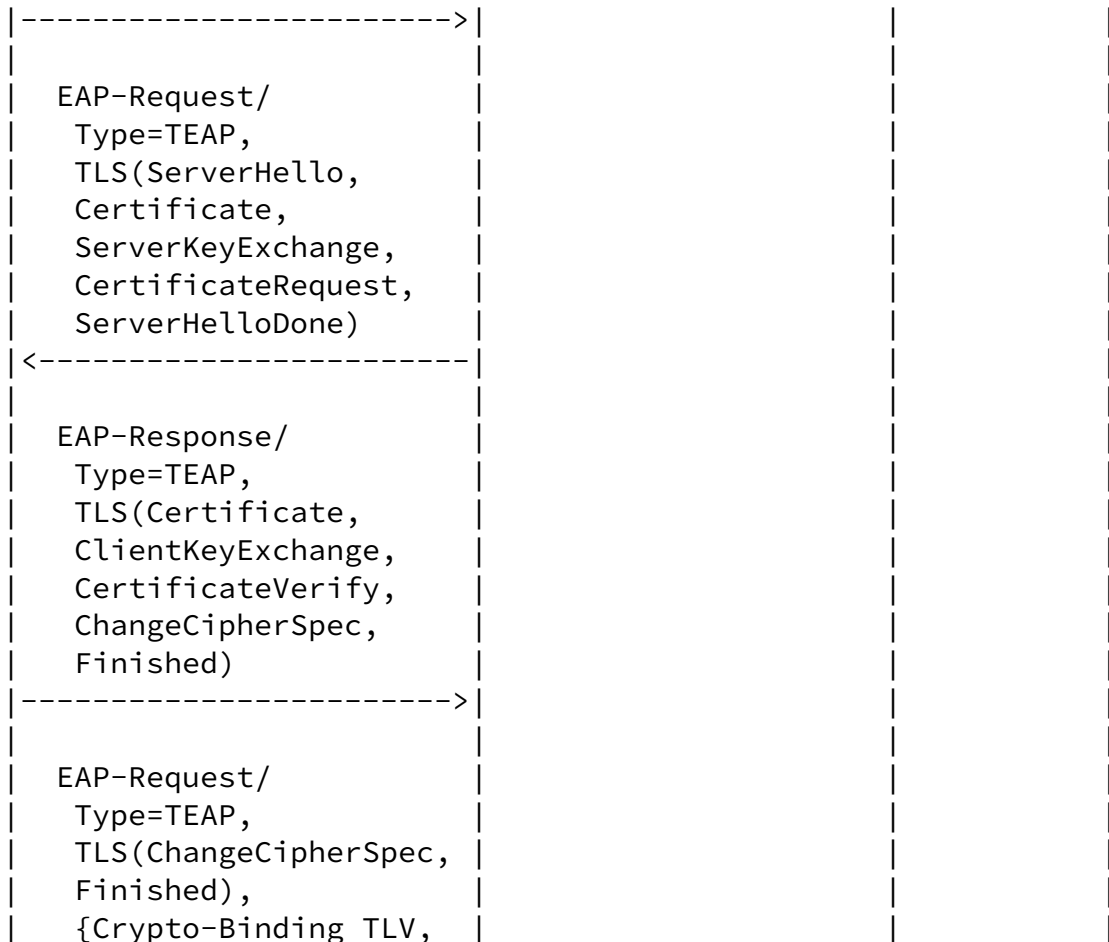 |------------------------>|                       |           |
|                         |                       |           |
|  EAP-Request/           |                       |           |
|   Type=TEAP,            |                       |           |
|   TLS(ServerHello,      |                       |           |
|   Certificate,          |                       |           |
|   ServerKeyExchange,    |                       |           |
|   CertificateRequest,   |                       |           |
|   ServerHelloDone)      |                       |           |
|<------------------------|                       |           |
|                         |                       |           |
|  EAP-Response/          |                       |           |
|   Type=TEAP,            |                       |           |
|   TLS(Certificate,      |                       |           |
|   ClientKeyExchange,    |                       |           |
|   CertificateVerify,    |                       |           |
|   ChangeCipherSpec,     |                       |           |
|   Finished)             |                       |           |
|------------------------>|                       |           |
|                         |                       |           |
|  EAP-Request/           |                       |           |
|   Type=TEAP,            |                       |           |
|   TLS(ChangeCipherSpec, |                       |           |
|   Finished),            |                       |           |
|   {Crypto-Binding TLV,  |                       |           |